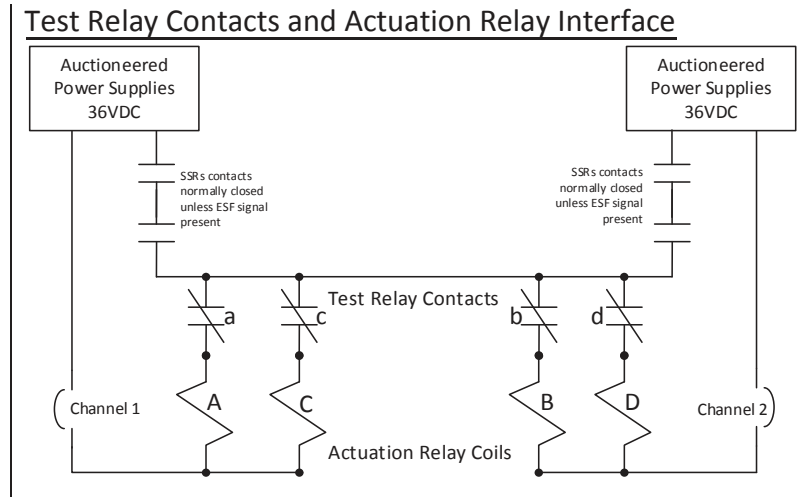 Test Relay Contacts and Actuation Relay Interface
Auctioneered
Power Supplies
36VDC
Auctioneered
Power Supplies
36VDC
SSRs contacts
normally closed
unless ESF signal
present
SSRs contacts
normally closed
unless ESF signal
present
Test Relay Contacts
a
c
b
d
Channel 1
A
C
B
D
Channel 2
Actuation Relay Coils